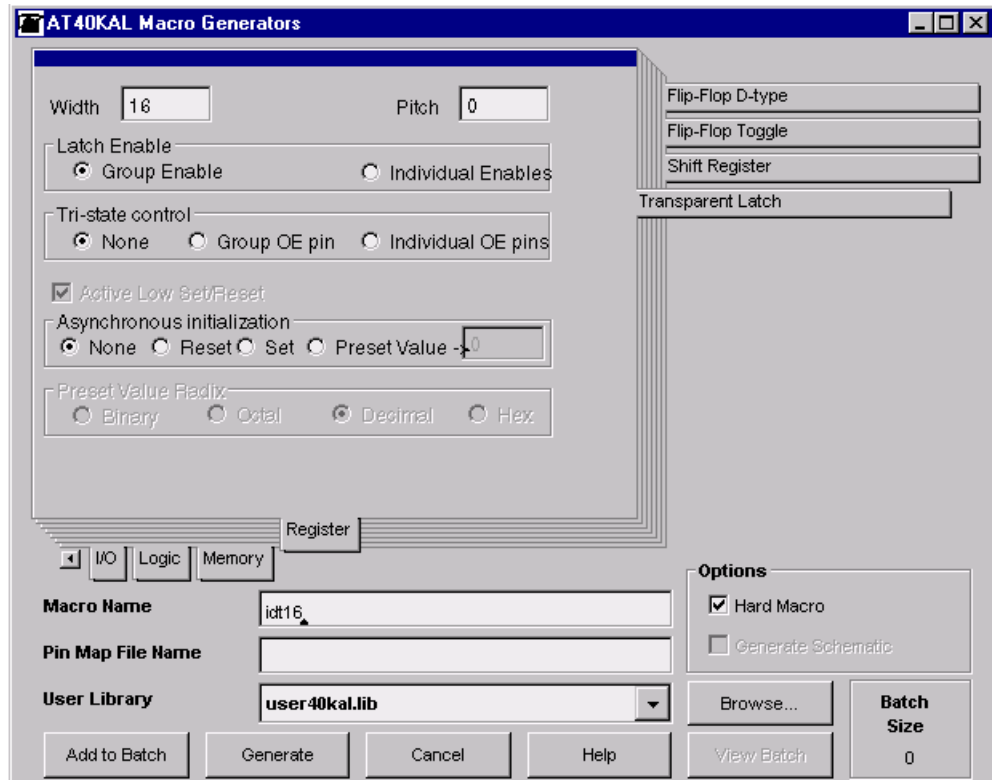 AT40KAL Macro Generators
Width 16 Pitch 0
Latch Enable
Group Enable Individual Enables
Tri-state control
None Group OE pin Individual OE pins
Active Low Set/Reset
Asynchronous initialization
None Reset Set Preset Value -> 0
Preset Value Radix
Binary Octal Decimal Hex
Flip-Flop D-type
Flip-Flop Toggle
Shift Register
Transparent Latch
Register
I/O Logic Memory
Macro Name idt16
Pin Map File Name
User Library user40kal.lib
Options
Hard Macro
Generate Schematic
Browse...
Batch
Size
0
Add to Batch Generate Cancel Help View Batch